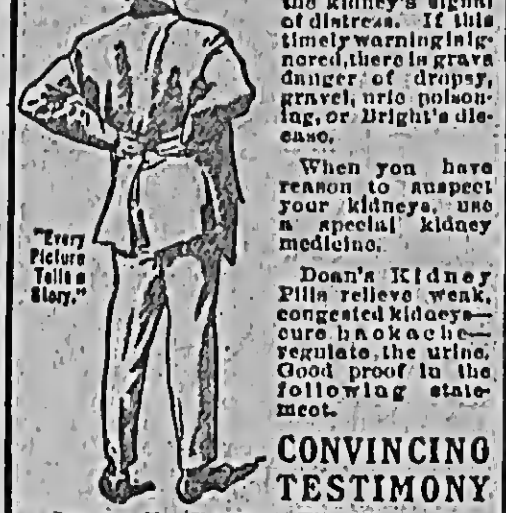 the kidney's signal
of distress. If this
timely warning is ig-
nored, there is grave
danger of dropsy,
gravel, uric poison-
ing, or Bright's dis-
ease.
When you have
reason to suspect
your kidneys, use
a special kidney
medicine.
Doan's Kidney
Pills relieve weak,
congested kidneys—
cure backache—
regulate the urine.
Good proof in the
following state-
ment.
"Every
Picture
Tells a
Story."
CONVINCING
TESTIMONY